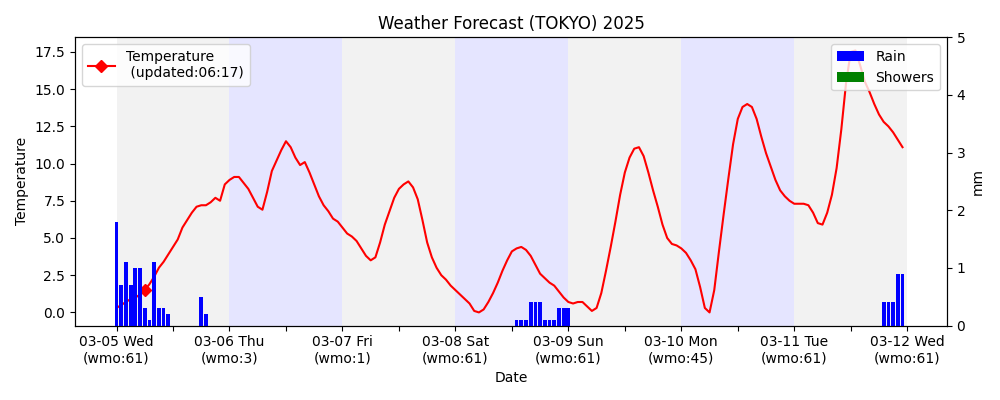 Weather Forecast (TOKYO) 2025
Temperature
(updated:06:17)
Rain
Showers
Temperature
17.5
15.0
12.5
10.0
7.5
5.0
2.5
0.0
5
4
3
2
1
0
mm
03-05 Wed
(wmo:61)
03-06 Thu
(wmo:3)
03-07 Fri
(wmo:1)
03-08 Sat
(wmo:61)
03-09 Sun
(wmo:61)
03-10 Mon
(wmo:45)
03-11 Tue
(wmo:61)
03-12 Wed
(wmo:61)
Date